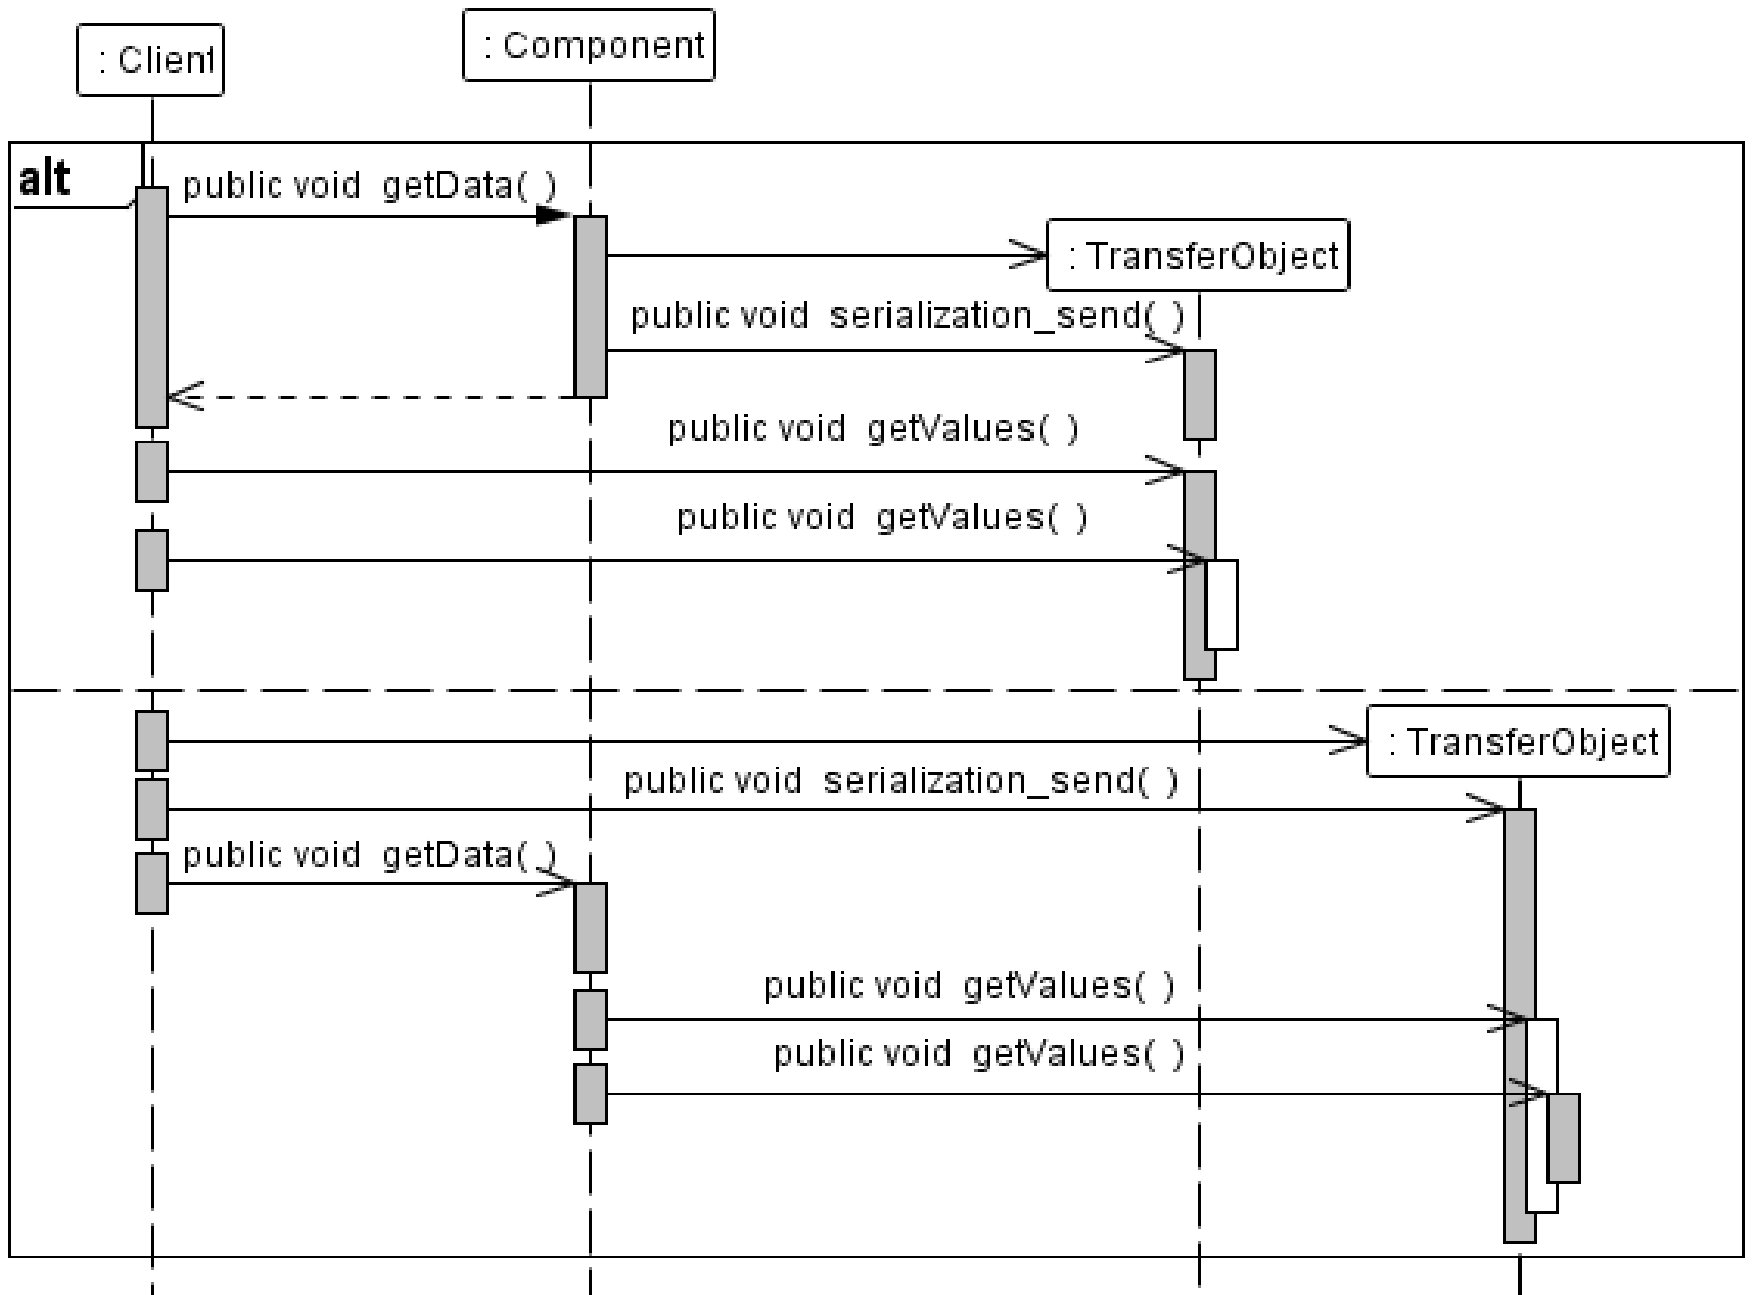 : Client
: Component
alt
public void getData( )
: TransferObject
public void serialization_send( )
public void getValues( )
public void getValues( )
: TransferObject
public void serialization_send( )
public void getData( )
public void getValues( )
public void getValues( )